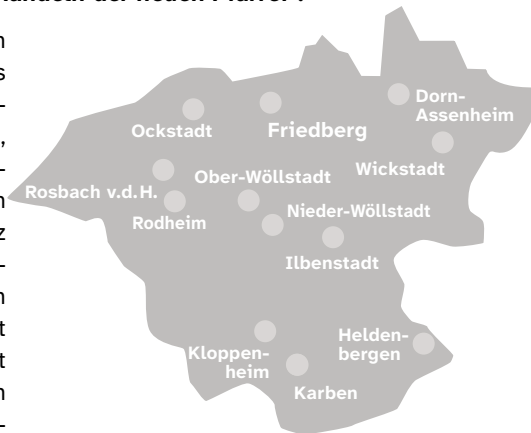 Dorn-
Assenheim
Ockstadt
Friedberg
Wickstadt
Ober-Wöllstadt
Rosbach v.d.H.
Nieder-Wöllstadt
Rodheim
Ilbenstadt
Helden-
bergen
Kloppen-
heim
Karben